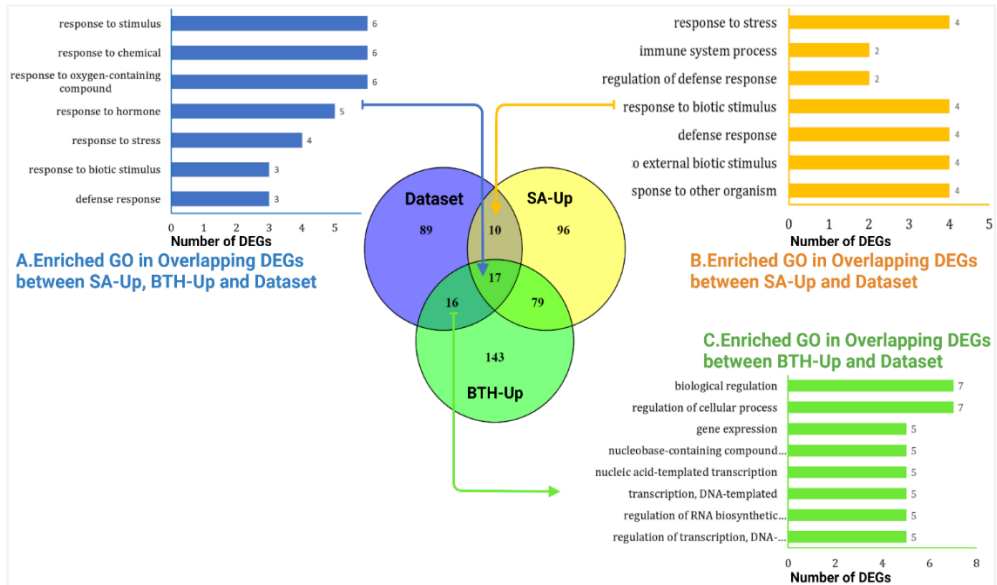 response to stimulus 6
response to chemical 6
response to oxygen-containing
compound 6
response to hormone 5
response to stress 4
response to biotic stimulus 3
defense response 3
0 1 2 3 4 5
Number of DEGs
A.Enriched GO in Overlapping DEGs
between SA-Up, BTH-Up and Dataset
response to stress 4
immune system process 2
regulation of defense response 2
response to biotic stimulus 4
defense response 4
to external biotic stimulus 4
sponse to other organism 4
0 1 2 3 4 5
Number of DEGs
B.Enriched GO in Overlapping DEGs
between SA-Up and Dataset
Dataset SA-Up
89 10 96
17
16 79
143
BTH-Up
C.Enriched GO in Overlapping DEGs
between BTH-Up and Dataset
biological regulation 7
regulation of cellular process 7
gene expression 5
nucleobase-containing compound... 5
nucleic acid-templated transcription 5
transcription, DNA-templated 5
regulation of RNA biosynthetic... 5
regulation of transcription, DNA-... 5
0 2 4 6 8
Number of DEGs